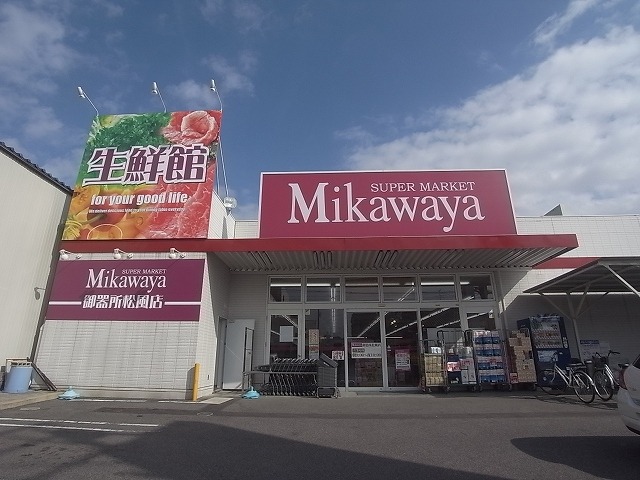 生鮮館
for your good life
SUPER MARKET
Mikawaya
SUPER MARKET
Mikawaya
御器所松風店